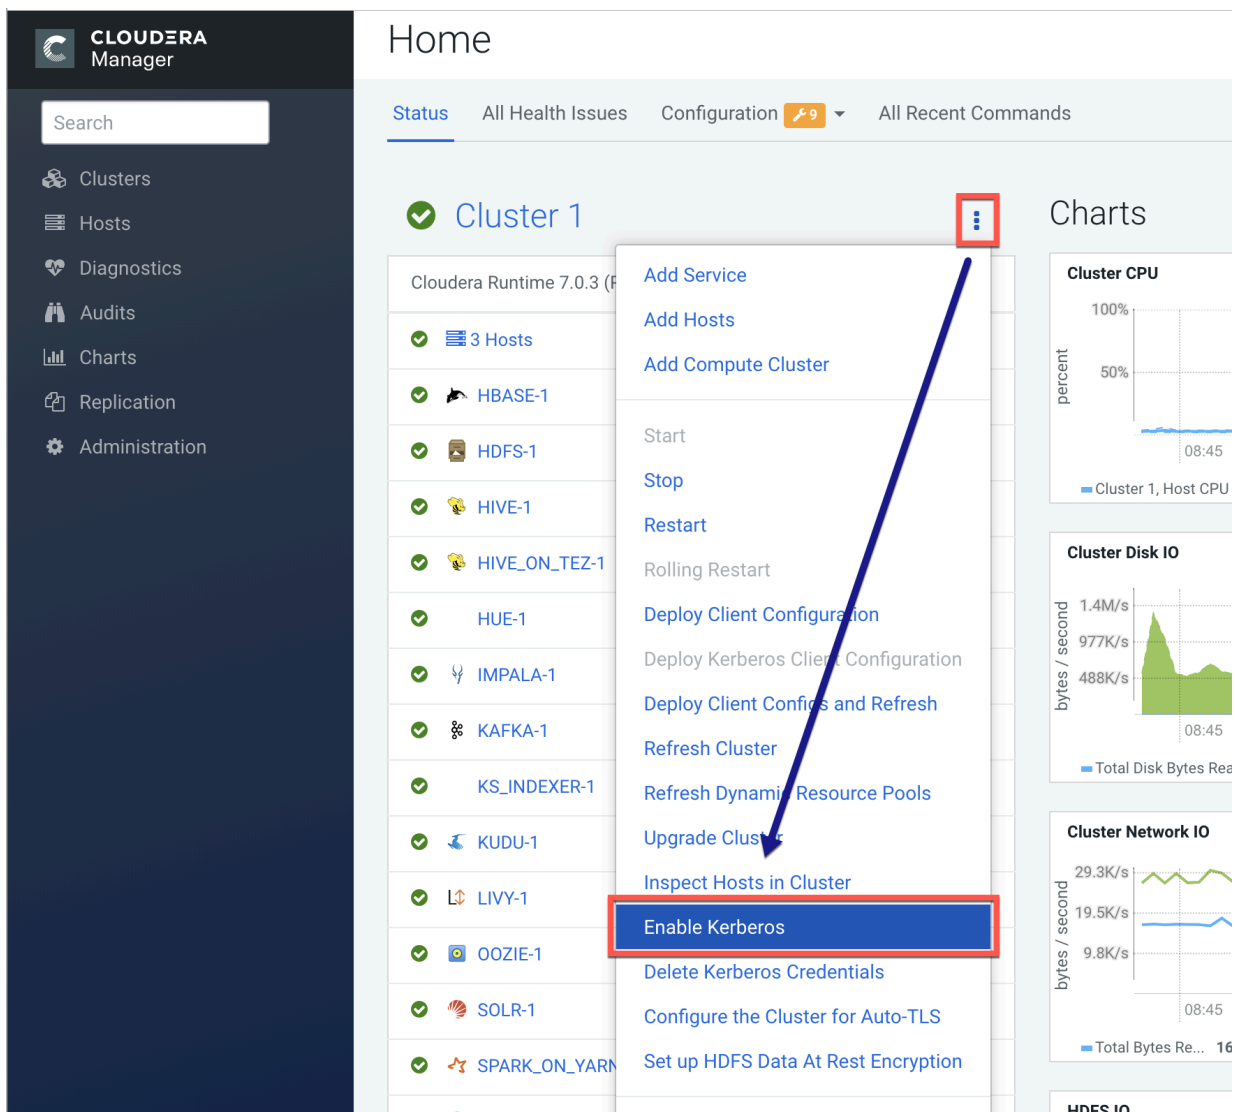 CLOUDERA
Manager
Search
Clusters
Hosts
Diagnostics
Audits
Charts
Replication
Administration
Home
Status All Health Issues Configuration 9 All Recent Commands
Cluster 1
Cloudera Runtime 7.0.3
3 Hosts
HBASE-1
HDFS-1
HIVE-1
HIVE_ON_TEZ-1
HUE-1
IMPALA-1
KAFKA-1
KS_INDEXER-1
KUDU-1
LIVY-1
OOZIE-1
SOLR-1
SPARK_ON_YARN
Add Service
Add Hosts
Add Compute Cluster
Start
Stop
Restart
Rolling Restart
Deploy Client Configuration
Deploy Kerberos Client Configuration
Deploy Client Configs and Refresh
Refresh Cluster
Refresh Dynamic Resource Pools
Upgrade Cluster
Inspect Hosts in Cluster
Enable Kerberos
Delete Kerberos Credentials
Configure the Cluster for Auto-TLS
Set up HDFS Data At Rest Encryption
Charts
Cluster CPU
percent
100%
50%
08:45
Cluster 1, Host CPU
Cluster Disk IO
bytes / second
1.4M/s
977K/s
488K/s
08:45
Total Disk Bytes Rea
Cluster Network IO
bytes / second
29.3K/s
19.5K/s
9.8K/s
08:45
Total Bytes Re... 16
HDFS IO